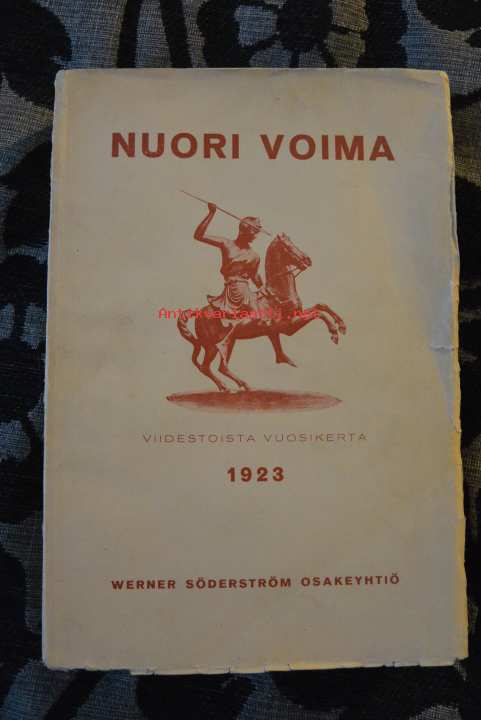 NUORI VOIMA
Antikvariaatti.net
VIIDESTOISTA VUOSIKERTA
1923
WERNER SÖDERSTRÖM OSAKEYHTIÖ